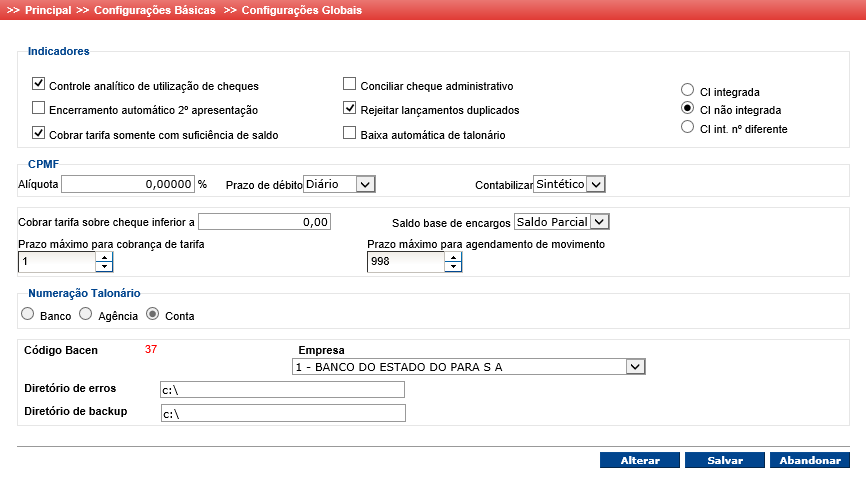 >> Principal >> Configurações Básicas >> Configurações Globais
Indicadores
Controle analítico de utilização de cheques
Conciliar cheque administrativo
CI integrada
Encerramento automático 2º apresentação
Rejeitar lançamentos duplicados
CI não integrada
Cobrar tarifa somente com suficiência de saldo
Baixa automática de talonário
CI int. nº diferente
CPMF
Alíquota 0,00000 % Prazo de débito Diário Contabilizar Sintético
Cobrar tarifa sobre cheque inferior a 0,00 Saldo base de encargos Saldo Parcial
Prazo máximo para cobrança de tarifa Prazo máximo para agendamento de movimento
1 998
Numeração Talonário
Banco Agência Conta
Código Bacen 37 Empresa
1 - BANCO DO ESTADO DO PARA S A
Diretório de erros c:\
Diretório de backup c:\
Alterar Salvar Abandonar